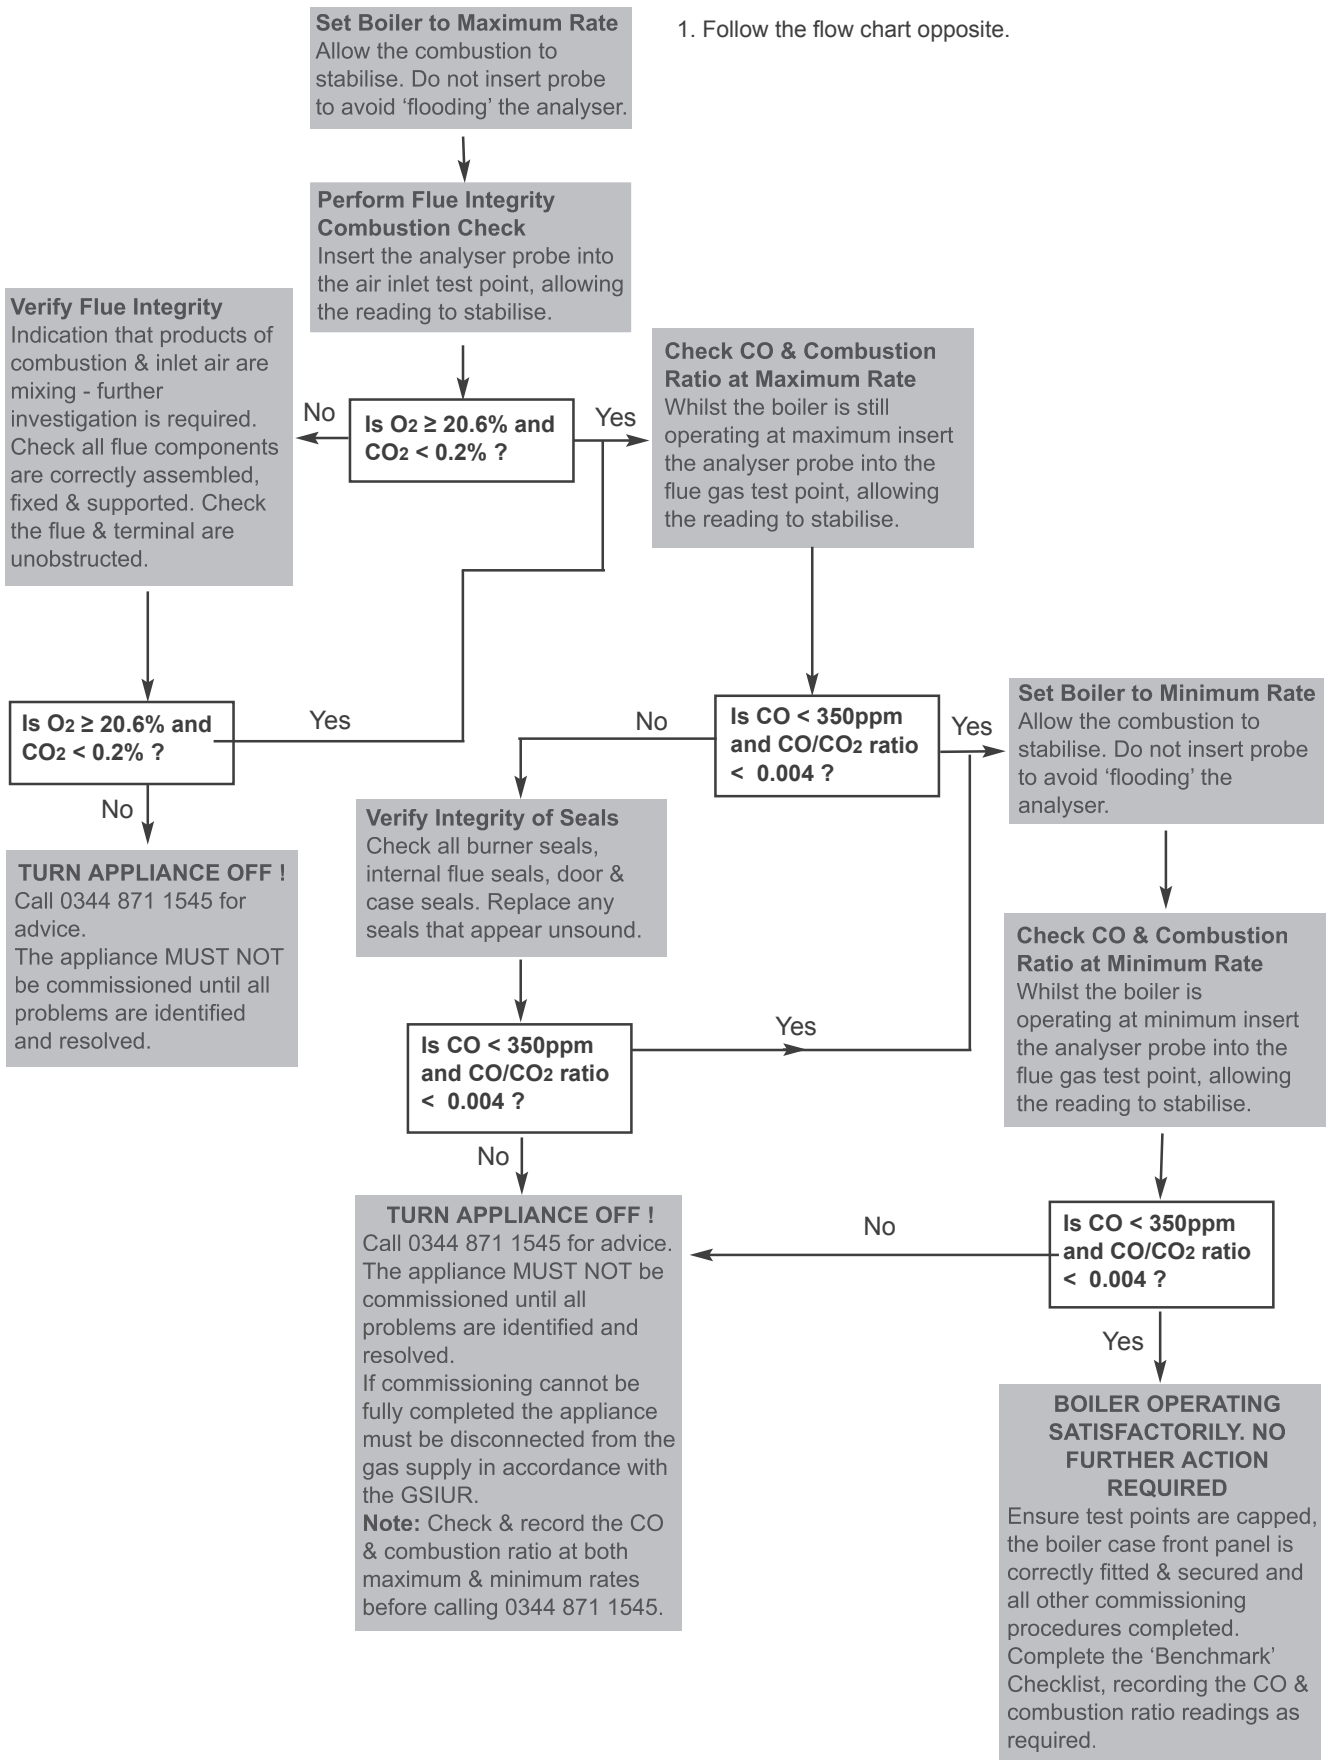 Set Boiler to Maximum Rate
Allow the combustion to
stabilise. Do not insert probe
to avoid ‘flooding’ the analyser.
1. Follow the flow chart opposite.
Perform Flue Integrity
Combustion Check
Insert the analyser probe into
the air inlet test point, allowing
the reading to stabilise.
Verify Flue Integrity
Indication that products of
combustion & inlet air are
mixing - further
investigation is required.
Check all flue components
are correctly assembled,
fixed & supported. Check
the flue & terminal are
unobstructed.
No
Is O2 ≥ 20.6% and
CO2 < 0.2% ?
Yes
Check CO & Combustion
Ratio at Maximum Rate
Whilst the boiler is still
operating at maximum insert
the analyser probe into the
flue gas test point, allowing
the reading to stabilise.
Is O2 ≥ 20.6% and
CO2 < 0.2% ?
Yes
No
TURN APPLIANCE OFF !
Call 0344 871 1545 for
advice.
The appliance MUST NOT
be commissioned until all
problems are identified
and resolved.
No
Is CO < 350ppm
and CO/CO2 ratio
< 0.004 ?
Yes
Set Boiler to Minimum Rate
Allow the combustion to
stabilise. Do not insert probe
to avoid ‘flooding’ the
analyser.
Verify Integrity of Seals
Check all burner seals,
internal flue seals, door &
case seals. Replace any
seals that appear unsound.
Check CO & Combustion
Ratio at Minimum Rate
Whilst the boiler is
operating at minimum insert
the analyser probe into the
flue gas test point, allowing
the reading to stabilise.
Is CO < 350ppm
and CO/CO2 ratio
< 0.004 ?
Yes
No
TURN APPLIANCE OFF !
Call 0344 871 1545 for advice.
The appliance MUST NOT be
commissioned until all
problems are identified and
resolved.
If commissioning cannot be
fully completed the appliance
must be disconnected from the
gas supply in accordance with
the GSIUR.
Note: Check & record the CO
& combustion ratio at both
maximum & minimum rates
before calling 0344 871 1545.
No
Is CO < 350ppm
and CO/CO2 ratio
< 0.004 ?
Yes
BOILER OPERATING
SATISFACTORILY. NO
FURTHER ACTION
REQUIRED
Ensure test points are capped,
the boiler case front panel is
correctly fitted & secured and
all other commissioning
procedures completed.
Complete the ‘Benchmark’
Checklist, recording the CO &
combustion ratio readings as
required.